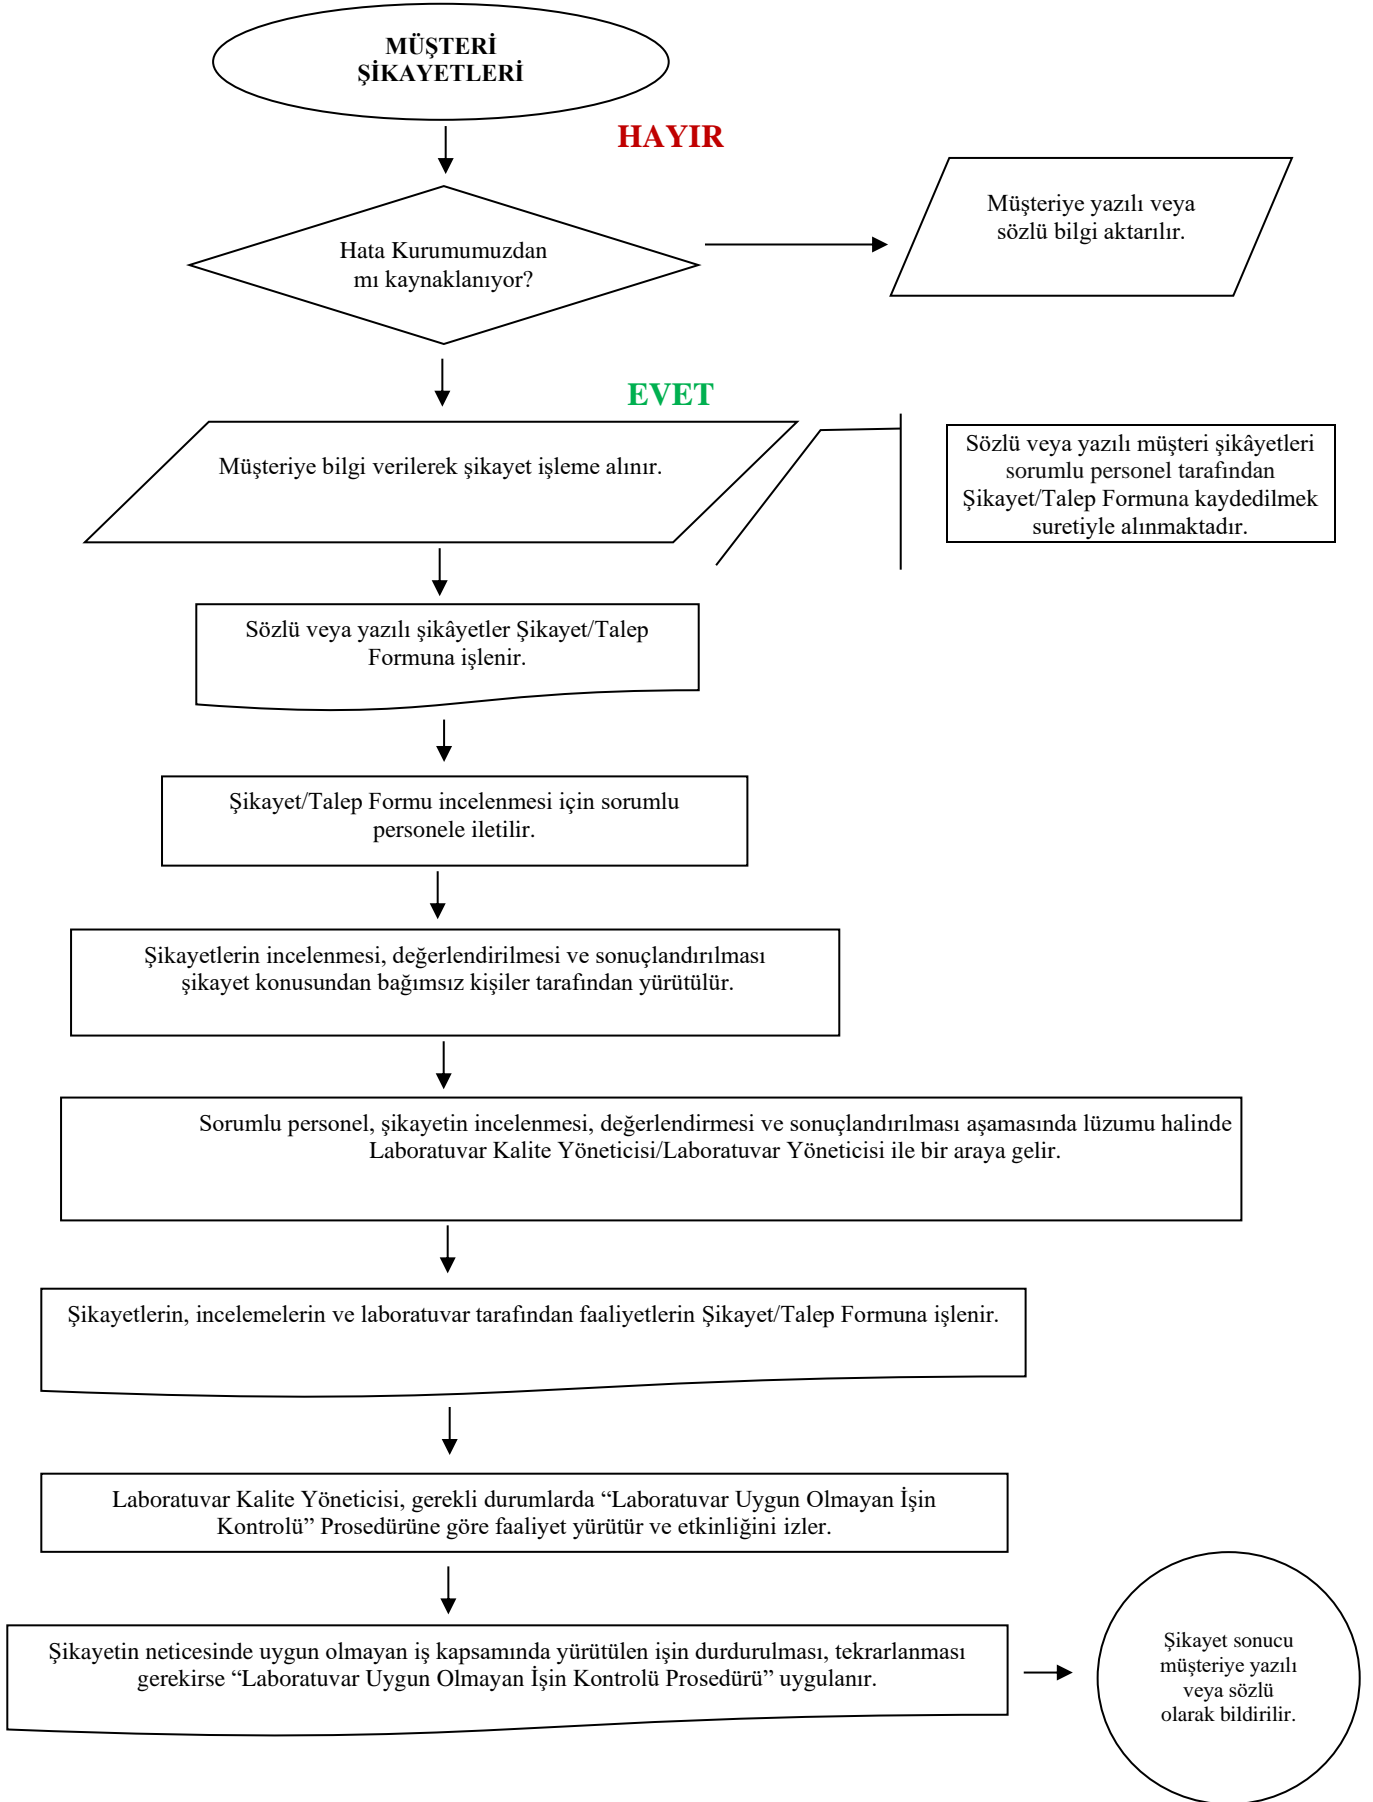 MÜŞTERİ
ŞİKAYETLERİ
HAYIR
Müşteriye yazılı veya
sözlü bilgi aktarılır.
Hata Kurumumuzdan
mı kaynaklanıyor?
EVET
Müşteriye bilgi verilerek şikayet işleme alınır.
Sözlü veya yazılı müşteri şikâyetleri
sorumlu personel tarafından
Şikayet/Talep Formuna kaydedilmek
suretiyle alınmaktadır.
Sözlü veya yazılı şikâyetler Şikayet/Talep
Formuna işlenir.
Şikayet/Talep Formu incelenmesi için sorumlu
personele iletilir.
Şikayetlerin incelenmesi, değerlendirilmesi ve sonuçlandırılması
şikayet konusundan bağımsız kişiler tarafından yürütülür.
Sorumlu personel, şikayetin incelenmesi, değerlendirmesi ve sonuçlandırılması aşamasında lüzumu halinde
Laboratuvar Kalite Yöneticisi/Laboratuvar Yöneticisi ile bir araya gelir.
Şikayetlerin, incelemelerin ve laboratuvar tarafından faaliyetlerin Şikayet/Talep Formuna işlenir.
Laboratuvar Kalite Yöneticisi, gerekli durumlarda “Laboratuvar Uygun Olmayan İşin
Kontrolü” Prosedürüne göre faaliyet yürütür ve etkinliğini izler.
Şikayetin neticesinde uygun olmayan iş kapsamında yürütülen işin durdurulması, tekrarlanması
gerekirse “Laboratuvar Uygun Olmayan İşin Kontrolü Prosedürü” uygulanır.
Şikayet sonucu
müşteriye yazılı
veya sözlü
olarak bildirilir.